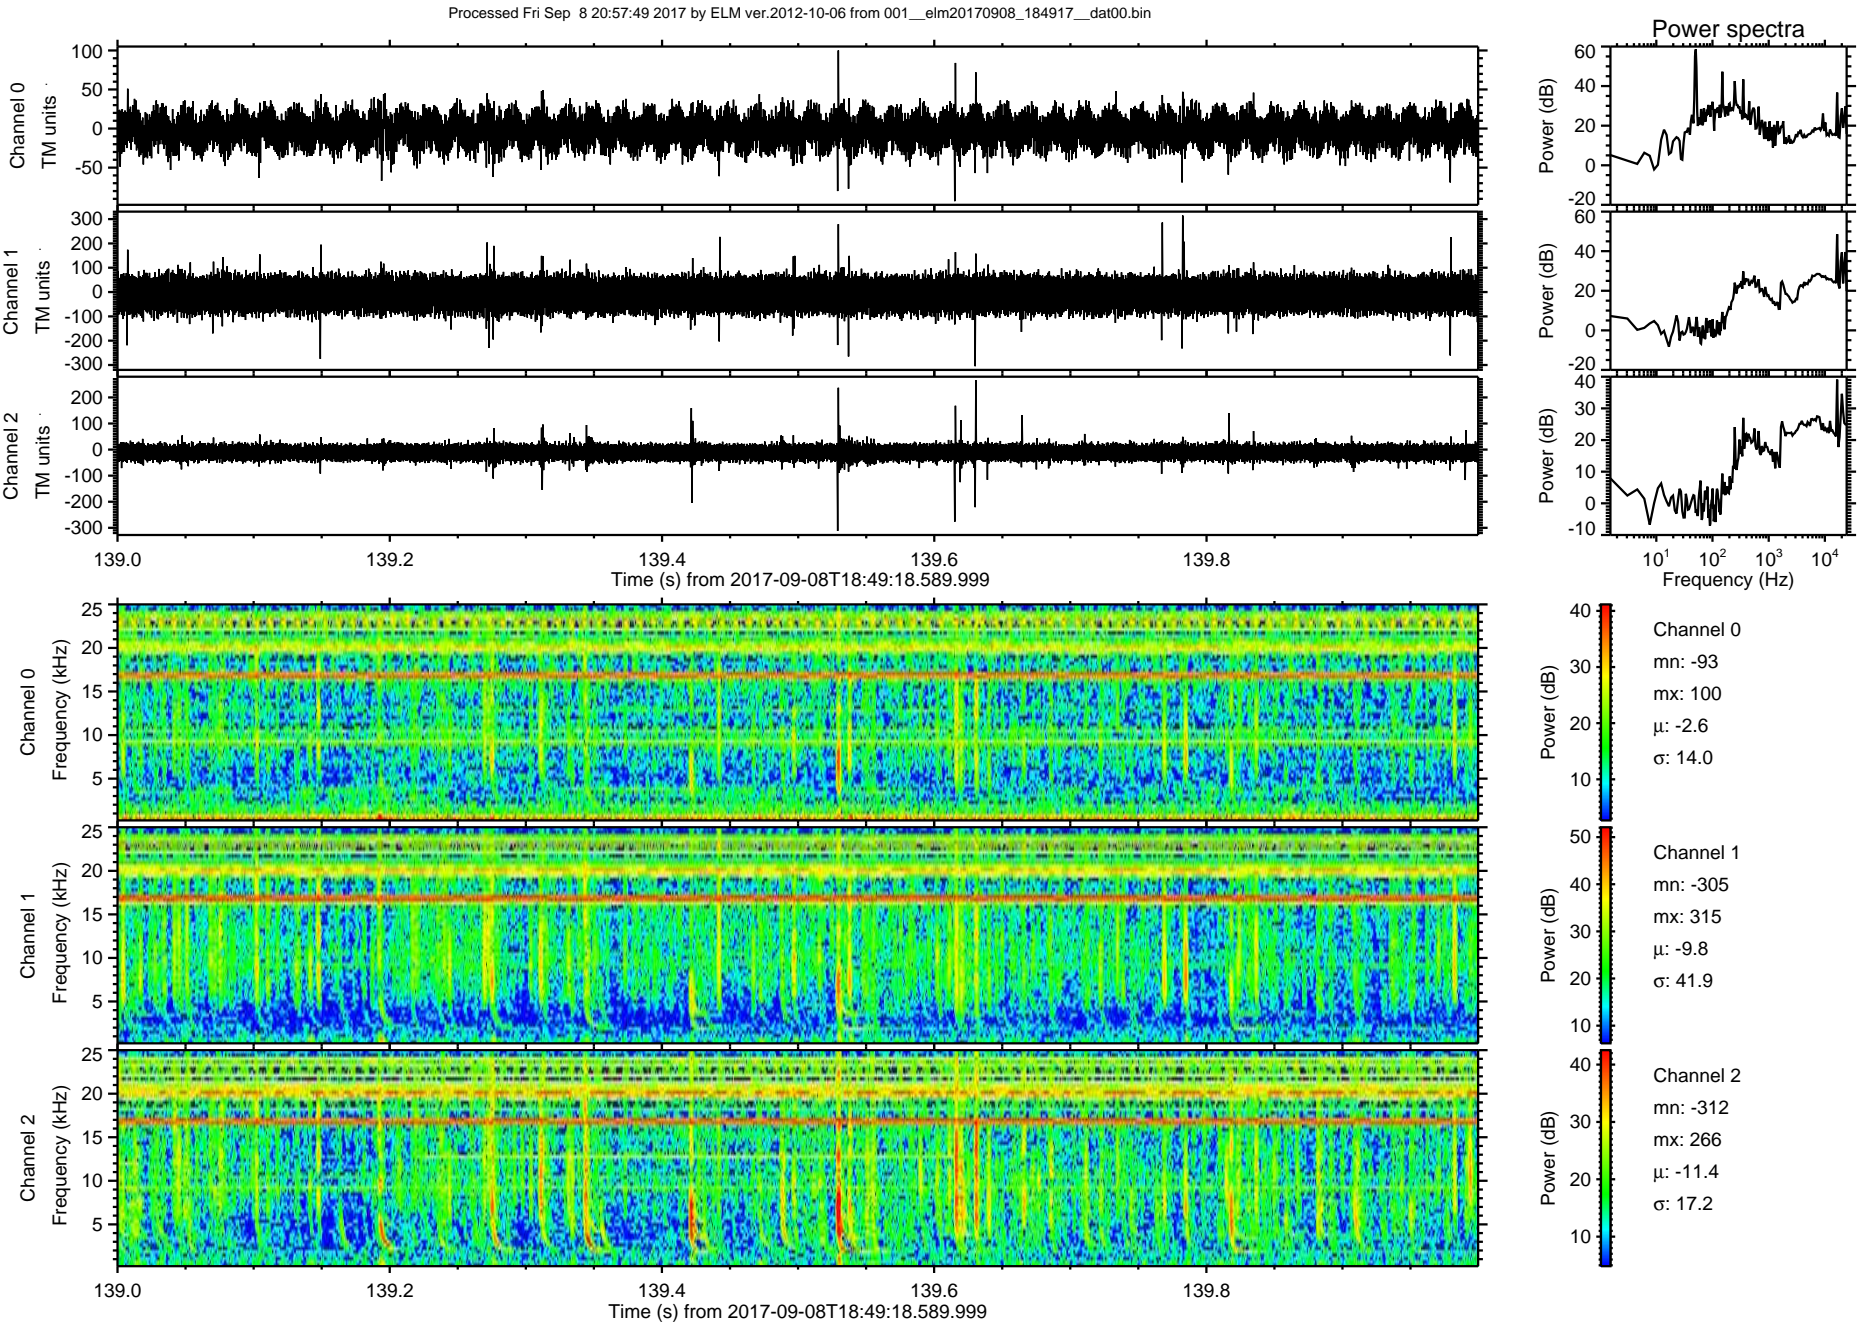 Processed Fri Sep  8 20:57:49 2017 by ELM ver.2012-10-06 from 001__elm20170908_184917__dat00.bin
Power spectra
Channel 0
TM units
100
50
0
-50
Power (dB)
60
40
20
0
-20
Channel 1
TM units
300
200
100
0
-100
-200
-300
Power (dB)
60
40
20
0
-20
Channel 2
TM units
200
100
0
-100
-200
-300
Power (dB)
40
30
20
10
0
-10
139.0 139.2 139.4 139.6 139.8
Time (s) from 2017-09-08T18:49:18.589.999
10¹ 10² 10³ 10⁴
Frequency (Hz)
Channel 0
Frequency (kHz)
25
20
15
10
5
Power (dB)
40
30
20
10
Channel 0
mn: -93
mx: 100
μ: -2.6
σ: 14.0
Channel 1
Frequency (kHz)
25
20
15
10
5
Power (dB)
50
40
30
20
10
Channel 1
mn: -305
mx: 315
μ: -9.8
σ: 41.9
Channel 2
Frequency (kHz)
25
20
15
10
5
Power (dB)
40
30
20
10
Channel 2
mn: -312
mx: 266
μ: -11.4
σ: 17.2
139.0 139.2 139.4 139.6 139.8
Time (s) from 2017-09-08T18:49:18.589.999